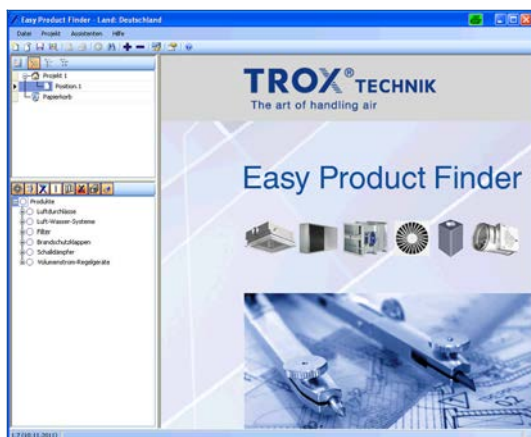 Easy Product Finder - Land: Deutschland
Datei Projekt Assistenten Hilfe
Projekt 1
Position.1
Papierkorb
Produkte
Luftdurchlässe
Luft-Wasser-Systeme
Filter
Brandschutzklappen
Schalldämpfer
Volumenstrom-Regelgeräte
TROX® TECHNIK
The art of handling air
Easy Product Finder